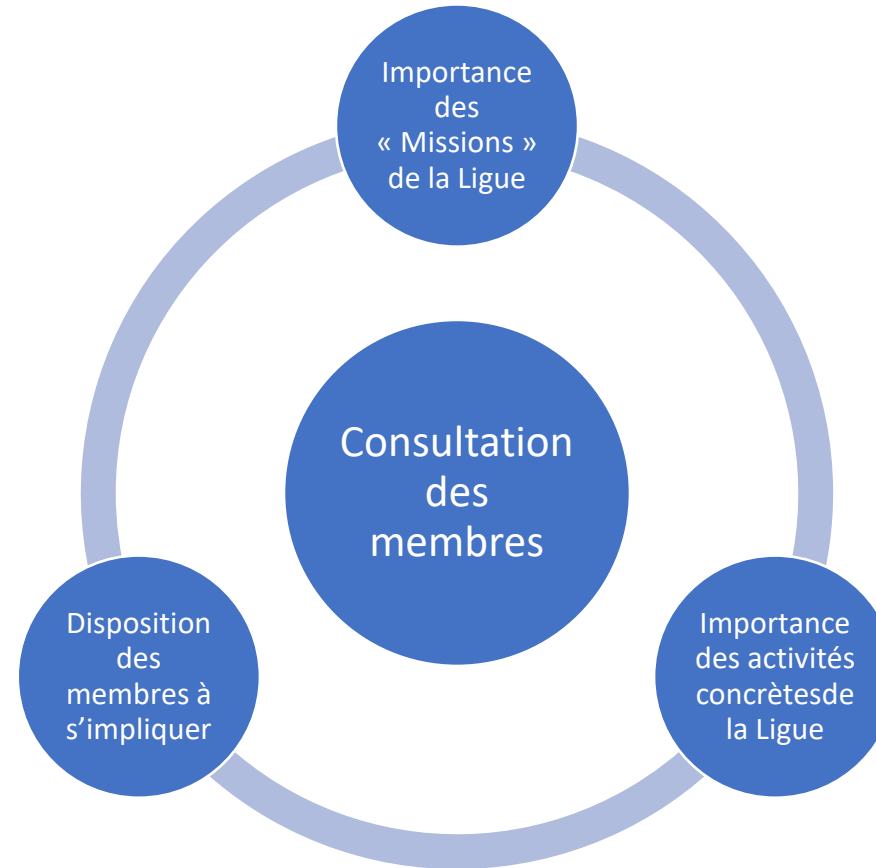 Importance
des
« Missions »
de la Ligue
Consultation
des
membres
Disposition
des
membres à
s’impliquer
Importance
des activités
concrètesde
la Ligue